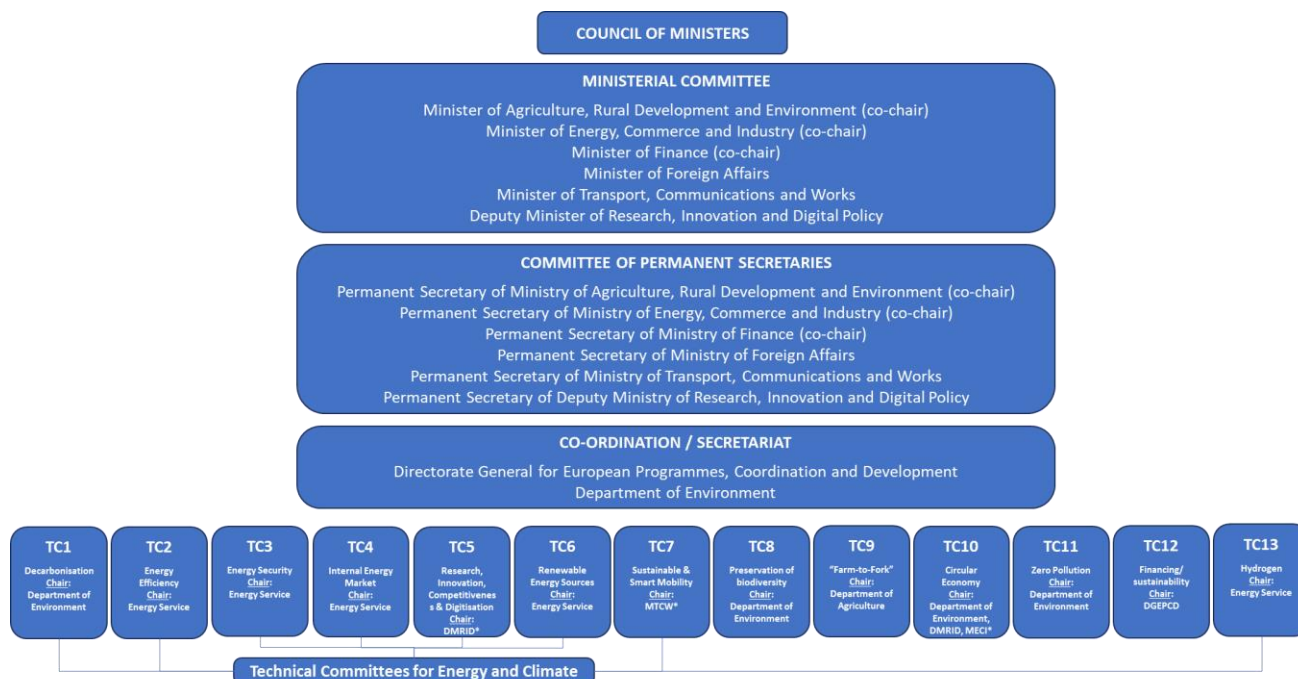 COUNCIL OF MINISTERS
MINISTERIAL COMMITTEE
Minister of Agriculture, Rural Development and Environment (co-chair)
Minister of Energy, Commerce and Industry (co-chair)
Minister of Finance (co-chair)
Minister of Foreign Affairs
Minister of Transport, Communications and Works
Deputy Minister of Research, Innovation and Digital Policy
COMMITTEE OF PERMANENT SECRETARIES
Permanent Secretary of Ministry of Agriculture, Rural Development and Environment (co-chair)
Permanent Secretary of Ministry of Energy, Commerce and Industry (co-chair)
Permanent Secretary of Ministry of Finance (co-chair)
Permanent Secretary of Ministry of Foreign Affairs
Permanent Secretary of Ministry of Transport, Communications and Works
Permanent Secretary of Deputy Ministry of Research, Innovation and Digital Policy
CO-ORDINATION / SECRETARIAT
Directorate General for European Programmes, Coordination and Development
Department of Environment
TC1
Decarbonisation
Chair:
Department of
Environment
TC2
Energy
Efficiency
Chair:
Energy Service
TC3
Energy Security
Chair:
Energy Service
TC4
Internal Energy
Market
Chair:
Energy Service
TC5
Research,
Innovation,
Competitivenes
s & Digitisation
Chair:
DMRID*
TC6
Renewable
Energy Sources
Chair:
Energy Service
TC7
Sustainable &
Smart Mobility
Chair:
MTCW*
TC8
Preservation of
biodiversity
Chair:
Department of
Environment
TC9
"Farm-to-Fork"
Chair:
Department of
Agriculture
TC10
Circular
Economy
Chair:
Department of
Environment,
DMRID, MECI*
TC11
Zero Pollution
Chair:
Department of
Environment
TC12
Financing/
sustainability
Chair:
DGEPCD
TC13
Hydrogen
Chair:
Energy Service
Technical Committees for Energy and Climate